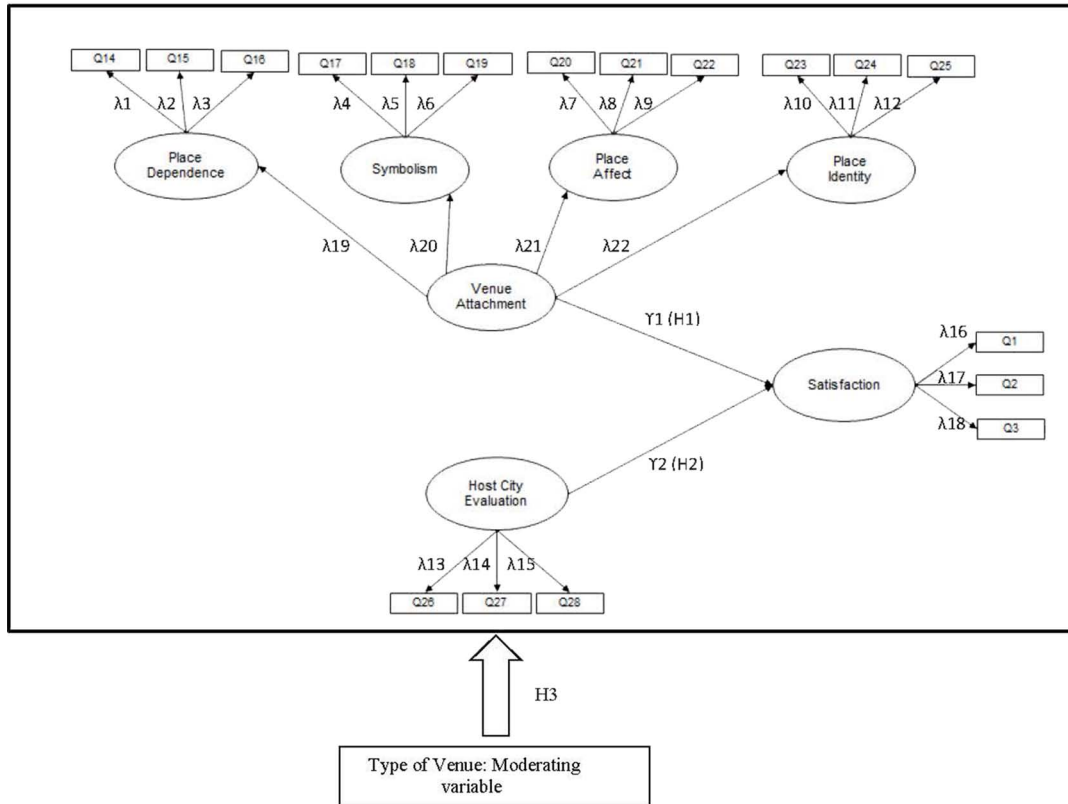 Q14
Q15
Q16
Q17
Q18
Q19
Q20
Q21
Q22
Q23
Q24
Q25
λ1
λ2
λ3
λ4
λ5
λ6
λ7
λ8
λ9
λ10
λ11
λ12
Place
Dependence
Symbolism
Place
Affect
Place
Identity
λ19
λ20
λ21
λ22
Venue
Attachment
ϒ1 (H1)
Satisfaction
λ16
Q1
λ17
Q2
λ18
Q3
ϒ2 (H2)
Host City
Evaluation
λ13
λ14
λ15
Q26
Q27
Q28
H3
Type of Venue: Moderating
variable